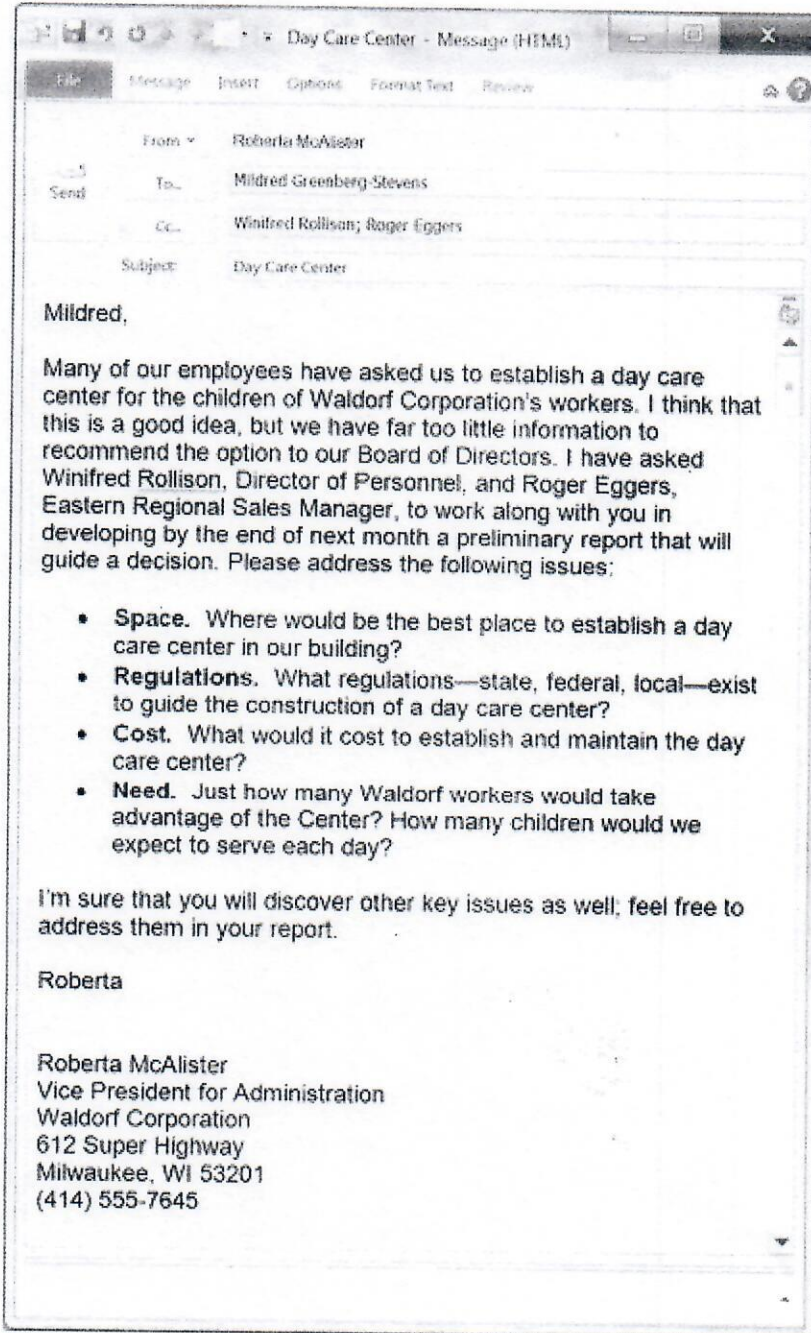 Day Care Center - Message (HTML)
File Message Insert Options Format Text Review
From Roberta McAlister
Send
To... Mildred Greenberg-Stevens
Cc... Winifred Rollison; Roger Eggers
Subject: Day Care Center
Mildred,
Many of our employees have asked us to establish a day care
center for the children of Waldorf Corporation's workers. I think that
this is a good idea, but we have far too little information to
recommend the option to our Board of Directors. I have asked
Winifred Rollison, Director of Personnel, and Roger Eggers,
Eastern Regional Sales Manager, to work along with you in
developing by the end of next month a preliminary report that will
guide a decision. Please address the following issues:
• Space. Where would be the best place to establish a day
care center in our building?
• Regulations. What regulations—state, federal, local—exist
to guide the construction of a day care center?
• Cost. What would it cost to establish and maintain the day
care center?
• Need. Just how many Waldorf workers would take
advantage of the Center? How many children would we
expect to serve each day?
I'm sure that you will discover other key issues as well; feel free to
address them in your report.
Roberta
Roberta McAlister
Vice President for Administration
Waldorf Corporation
612 Super Highway
Milwaukee, WI 53201
(414) 555-7645